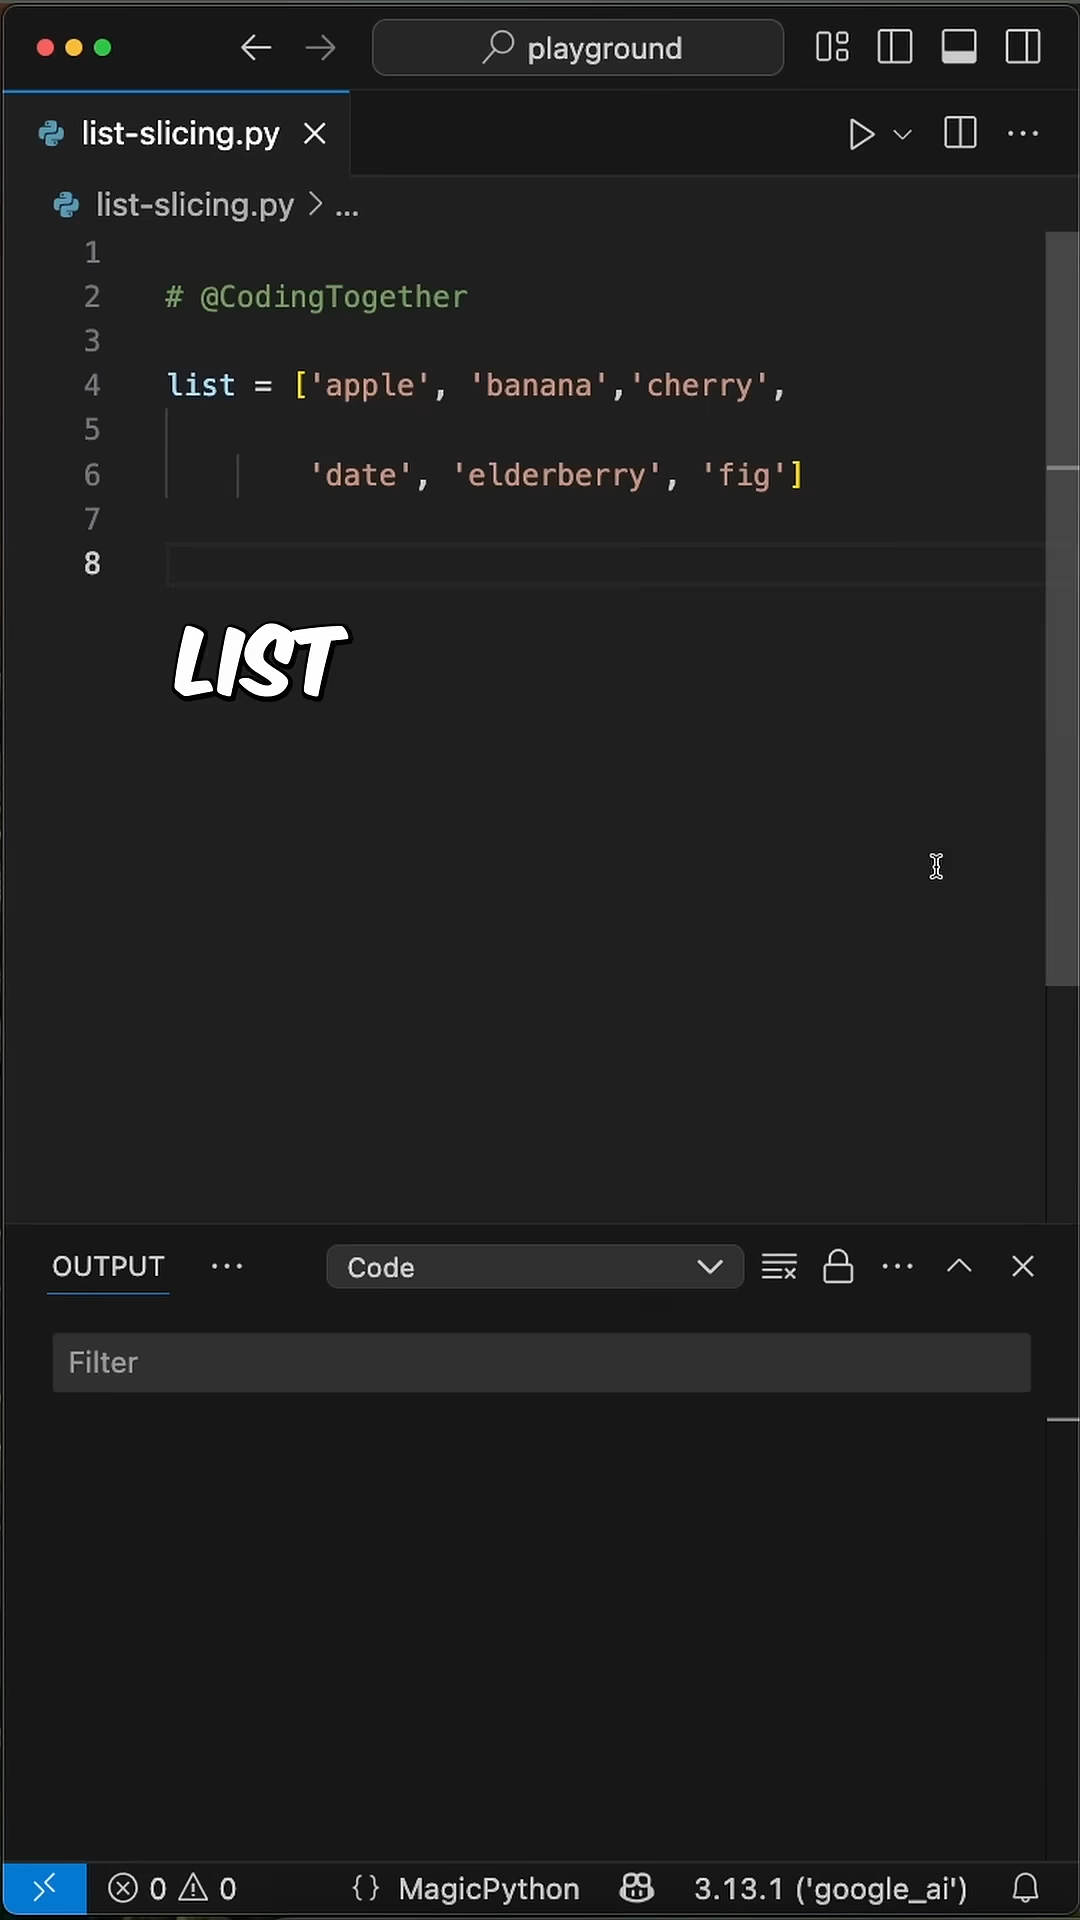 playground
list-slicing.py
list-slicing.py > ...
1
2 # @CodingTogether
3
4 list = ['apple', 'banana','cherry',
5
6 'date', 'elderberry', 'fig']
7
8
LIST
OUTPUT ... Code
Filter
0 0 {} MagicPython 3.13.1 ('google_ai')